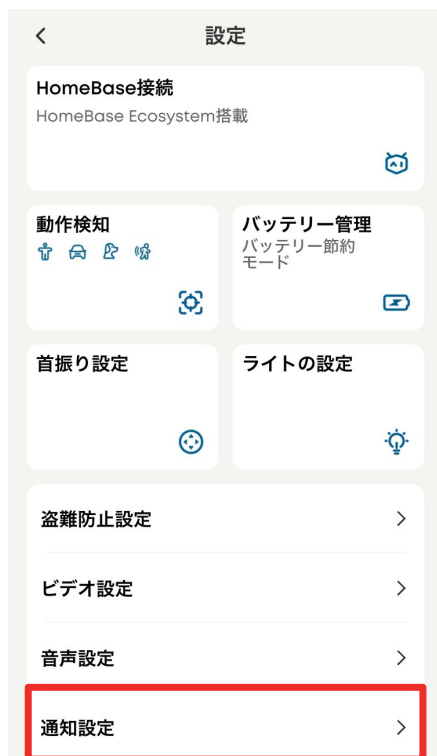 設定
HomeBase接続
HomeBase Ecosystem搭載
動作検知
バッテリー管理
バッテリー節約
モード
首振り設定
ライトの設定
盗難防止設定
ビデオ設定
音声設定
通知設定